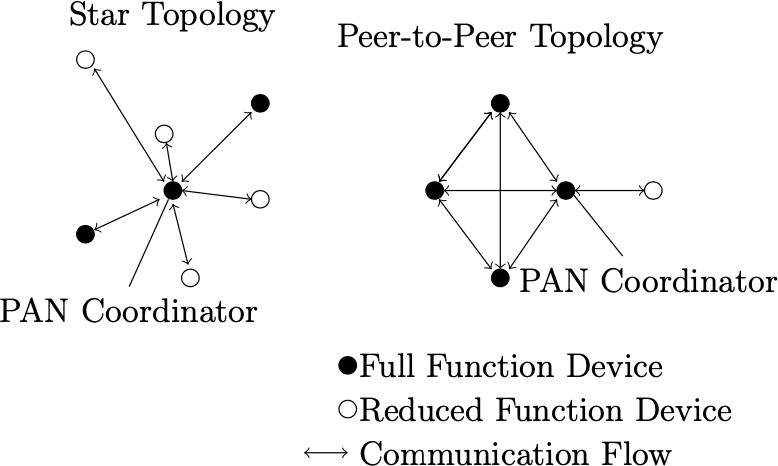 Star Topology
Peer-to-Peer Topology
PAN Coordinator
PAN Coordinator
Full Function Device
Reduced Function Device
Communication Flow